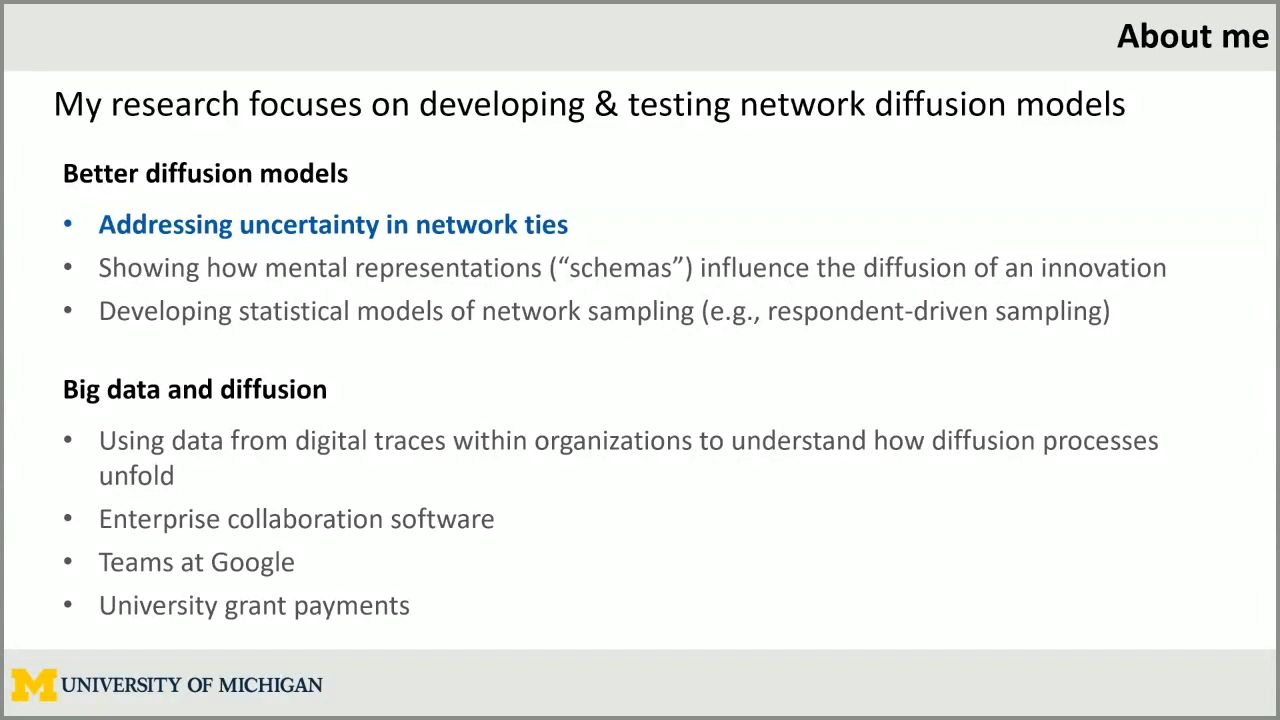 About me
My research focuses on developing & testing network diffusion models
Better diffusion models
• Addressing uncertainty in network ties
• Showing how mental representations (“schemas”) influence the diffusion of an innovation
• Developing statistical models of network sampling (e.g., respondent-driven sampling)
Big data and diffusion
• Using data from digital traces within organizations to understand how diffusion processes
unfold
• Enterprise collaboration software
• Teams at Google
• University grant payments
M UNIVERSITY OF MICHIGAN